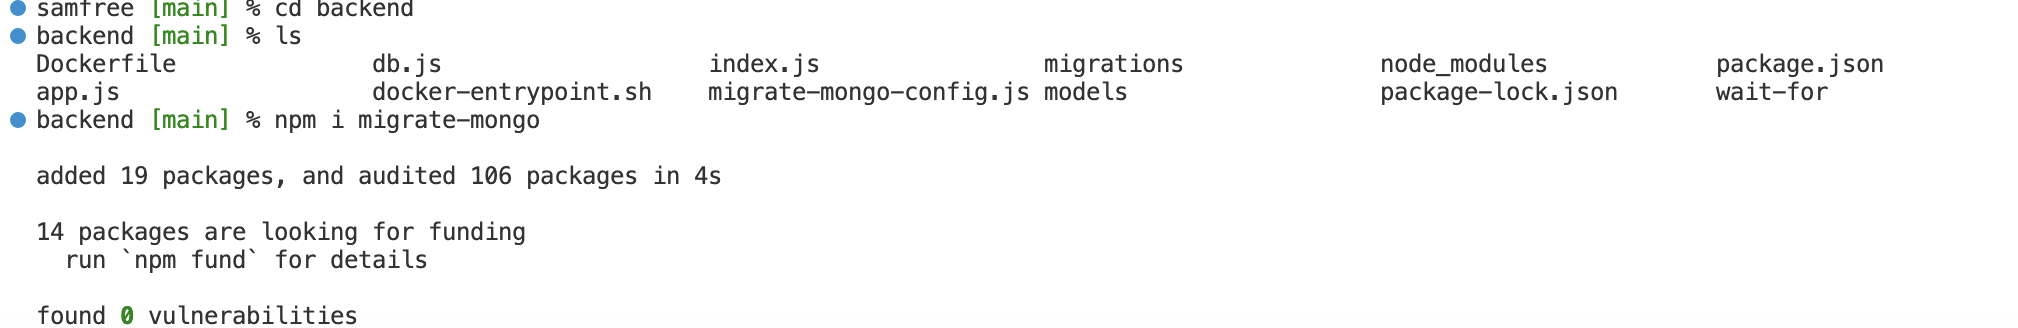 samfree [main] % cd backend
backend [main] % ls
Dockerfile db.js index.js migrations node_modules package.json
app.js docker-entrypoint.sh migrate-mongo-config.js models package-lock.json wait-for
backend [main] % npm i migrate-mongo
added 19 packages, and audited 106 packages in 4s
14 packages are looking for funding
run `npm fund` for details
found 0 vulnerabilities